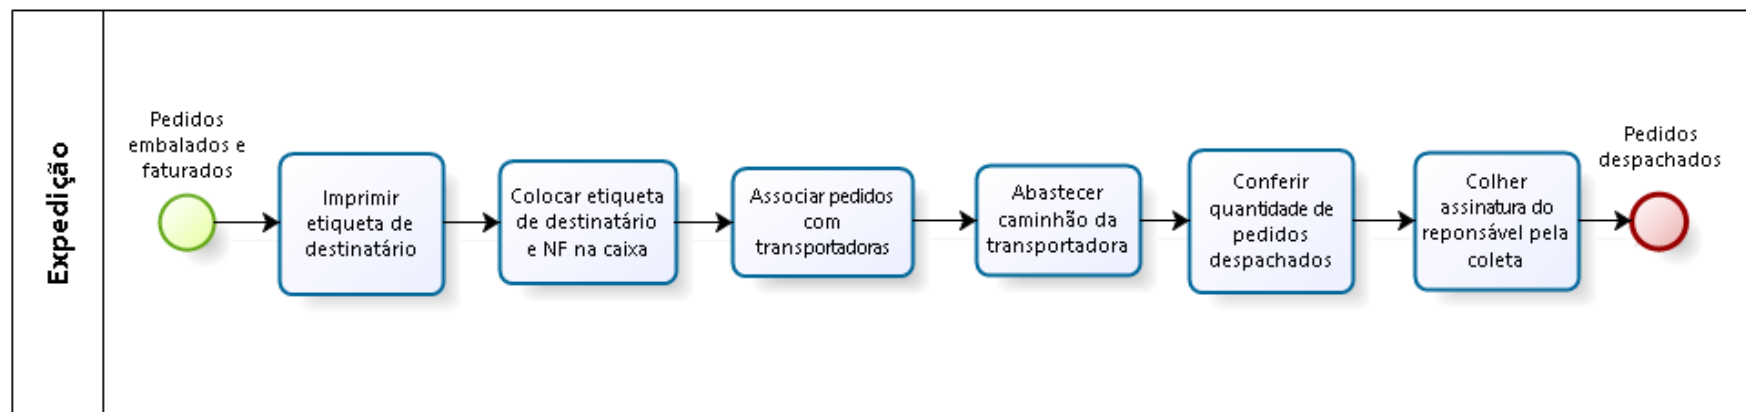 Expedição
Pedidos
embalados e
faturados
Imprimir
etiqueta de
destinatário
Colocar etiqueta
de destinatário
e NF na caixa
Associar pedidos
com
transportadoras
Abastecer
caminhão da
transportadora
Conferir
quantidade de
pedidos
despachados
Colher
assinatura do
reponsável pela
coleta
Pedidos
despachados